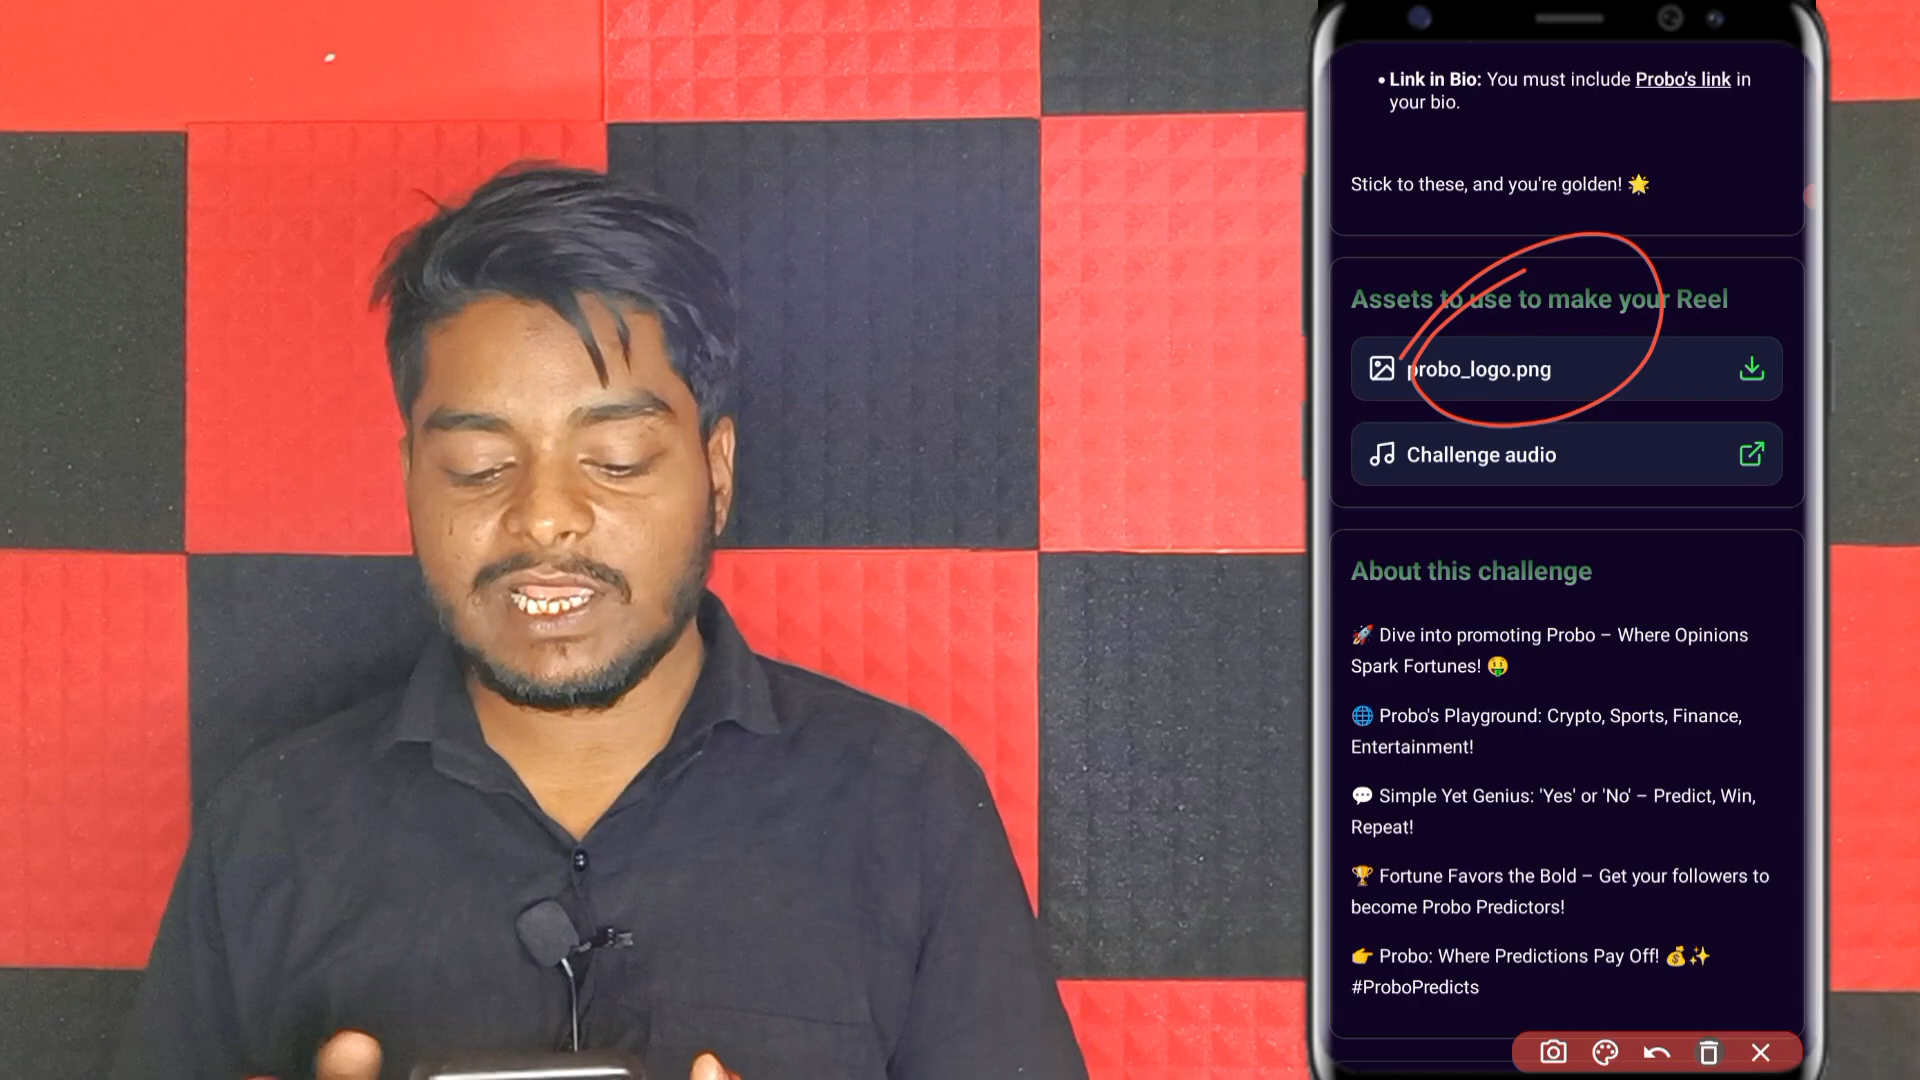 • Link in Bio: You must include Probo's link in
your bio.
Stick to these, and you're golden! 🌟
Assets to use to make your Reel
probo_logo.png
Challenge audio
About this challenge
🚀 Dive into promoting Probo – Where Opinions
Spark Fortunes! 🤑
🌐 Probo's Playground: Crypto, Sports, Finance,
Entertainment!
💬 Simple Yet Genius: 'Yes' or 'No' – Predict, Win,
Repeat!
🏆 Fortune Favors the Bold – Get your followers to
become Probo Predictors!
👉 Probo: Where Predictions Pay Off! 💰✨
#ProboPredicts